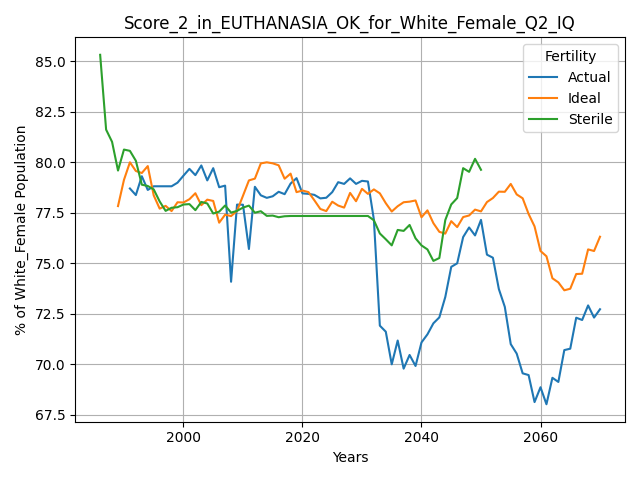 Score_2_in_EUTHANASIA_OK_for_White_Female_Q2_IQ
% of White_Female Population
85.0
82.5
80.0
77.5
75.0
72.5
70.0
67.5
Fertility
Actual
Ideal
Sterile
2000
2020
2040
2060
Years